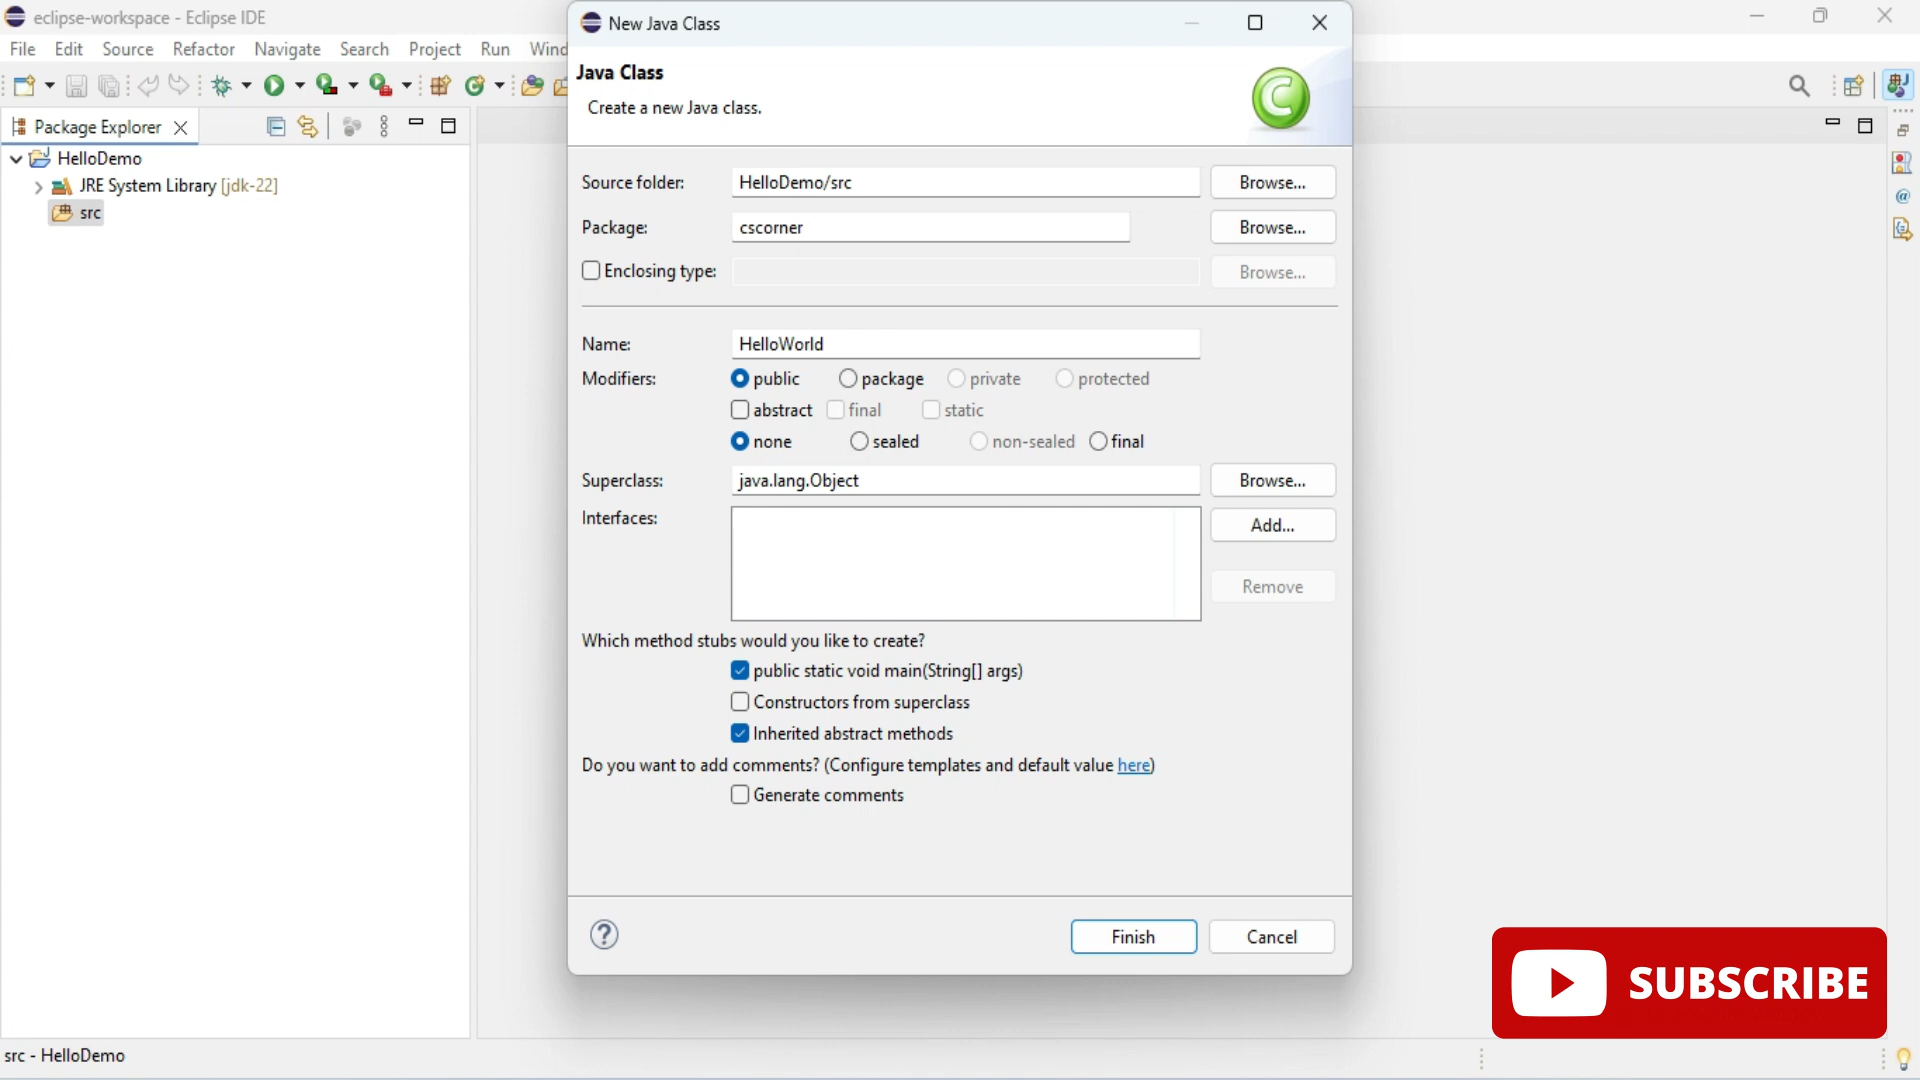 eclipse-workspace - Eclipse IDE
File Edit Source Refactor Navigate Search Project Run Wind
Package Explorer
HelloDemo
JRE System Library [jdk-22]
src
New Java Class
Java Class
Create a new Java class.
Source folder: HelloDemo/src Browse...
Package: cscorner Browse...
Enclosing type: Browse...
Name: HelloWorld
Modifiers: public package private protected
abstract final static
none sealed non-sealed final
Superclass: java.lang.Object Browse...
Interfaces: Add...
Remove
Which method stubs would you like to create?
public static void main(String[] args)
Constructors from superclass
Inherited abstract methods
Do you want to add comments? (Configure templates and default value here)
Generate comments
Finish Cancel
SUBSCRIBE
src - HelloDemo